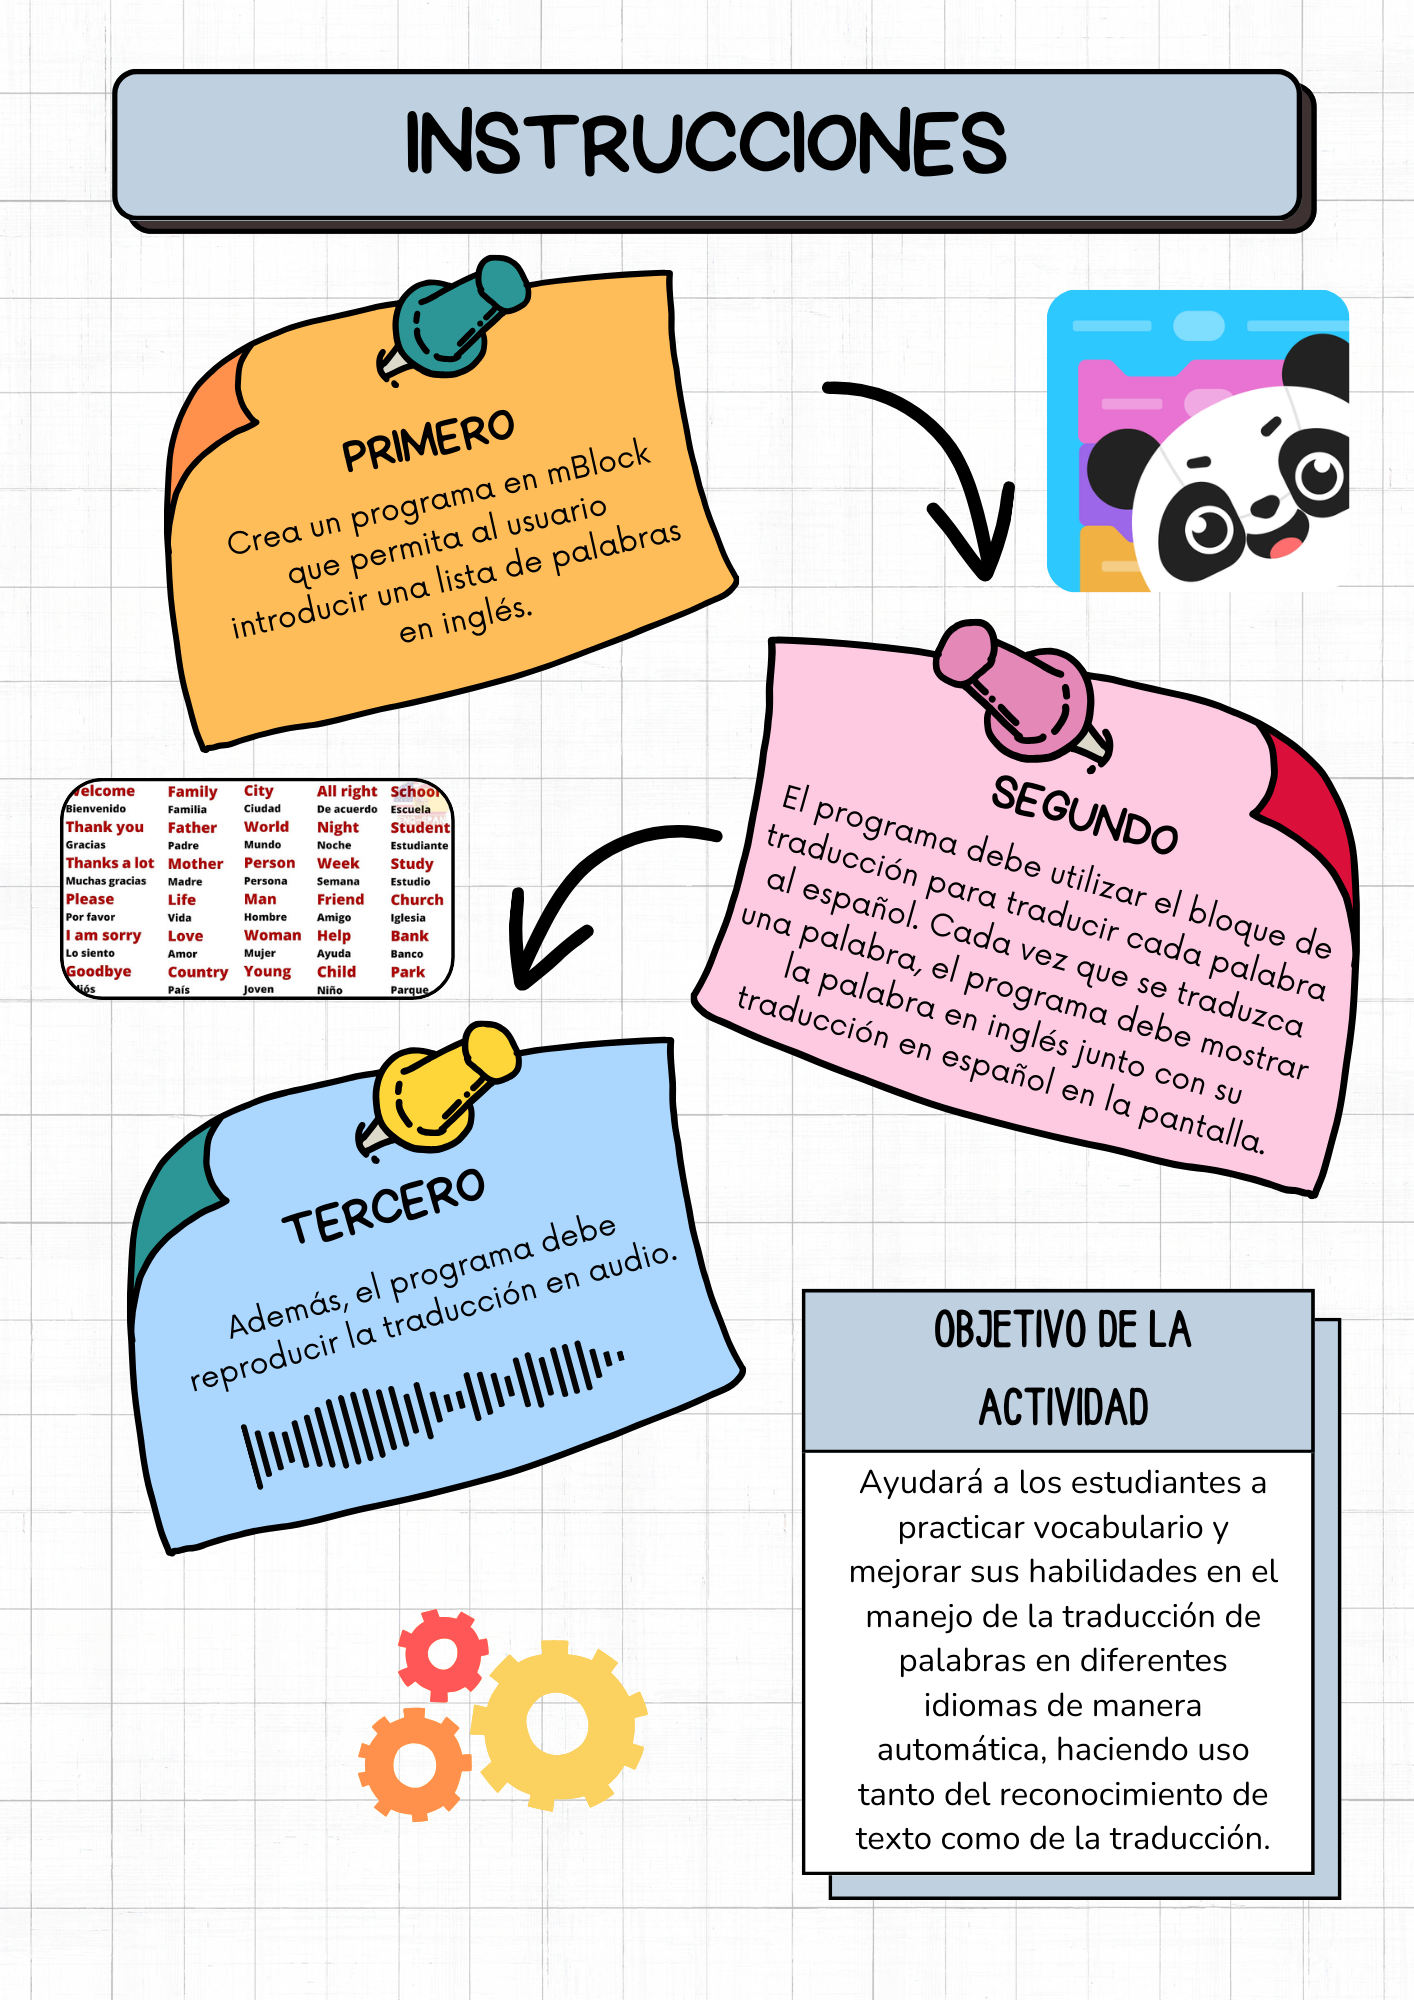 INSTRUCCIONES
PRIMERO
Crea un programa en mBlock
que permita al usuario
introducir una lista de palabras
en inglés.
SEGUNDO
El programa debe utilizar el bloque de
traducción para traducir cada palabra
al español. Cada vez que se traduzca
una palabra, el programa debe mostrar
la palabra en inglés junto con su
traducción en español en la pantalla.
Welcome Family City All right School
Bienvenido Familia Ciudad De acuerdo Escuela
Thank you Father World Night Student
Gracias Padre Mundo Noche Estudiante
Thanks a lot Mother Person Week Study
Muchas gracias Madre Persona Semana Estudio
Please Life Man Friend Church
Por favor Vida Hombre Amigo Iglesia
I am sorry Love Woman Help Bank
Lo siento Amor Mujer Ayuda Banco
Goodbye Country Young Child Park
País Joven Niño Parque
TERCERO
Además, el programa debe
reproducir la traducción en audio.
OBJETIVO DE LA
ACTIVIDAD
Ayudará a los estudiantes a
practicar vocabulario y
mejorar sus habilidades en el
manejo de la traducción de
palabras en diferentes
idiomas de manera
automática, haciendo uso
tanto del reconocimiento de
texto como de la traducción.